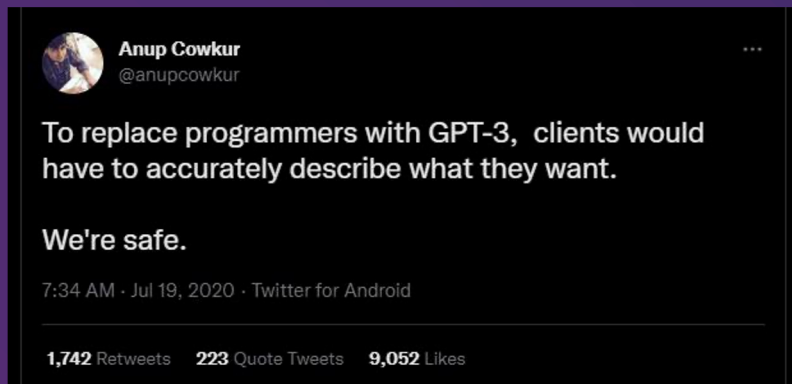 Anup Cowkur
@anupcowkur
To replace programmers with GPT-3,  clients would
have to accurately describe what they want.
We're safe.
7:34 AM · Jul 19, 2020 · Twitter for Android
1,742 Retweets 223 Quote Tweets 9,052 Likes